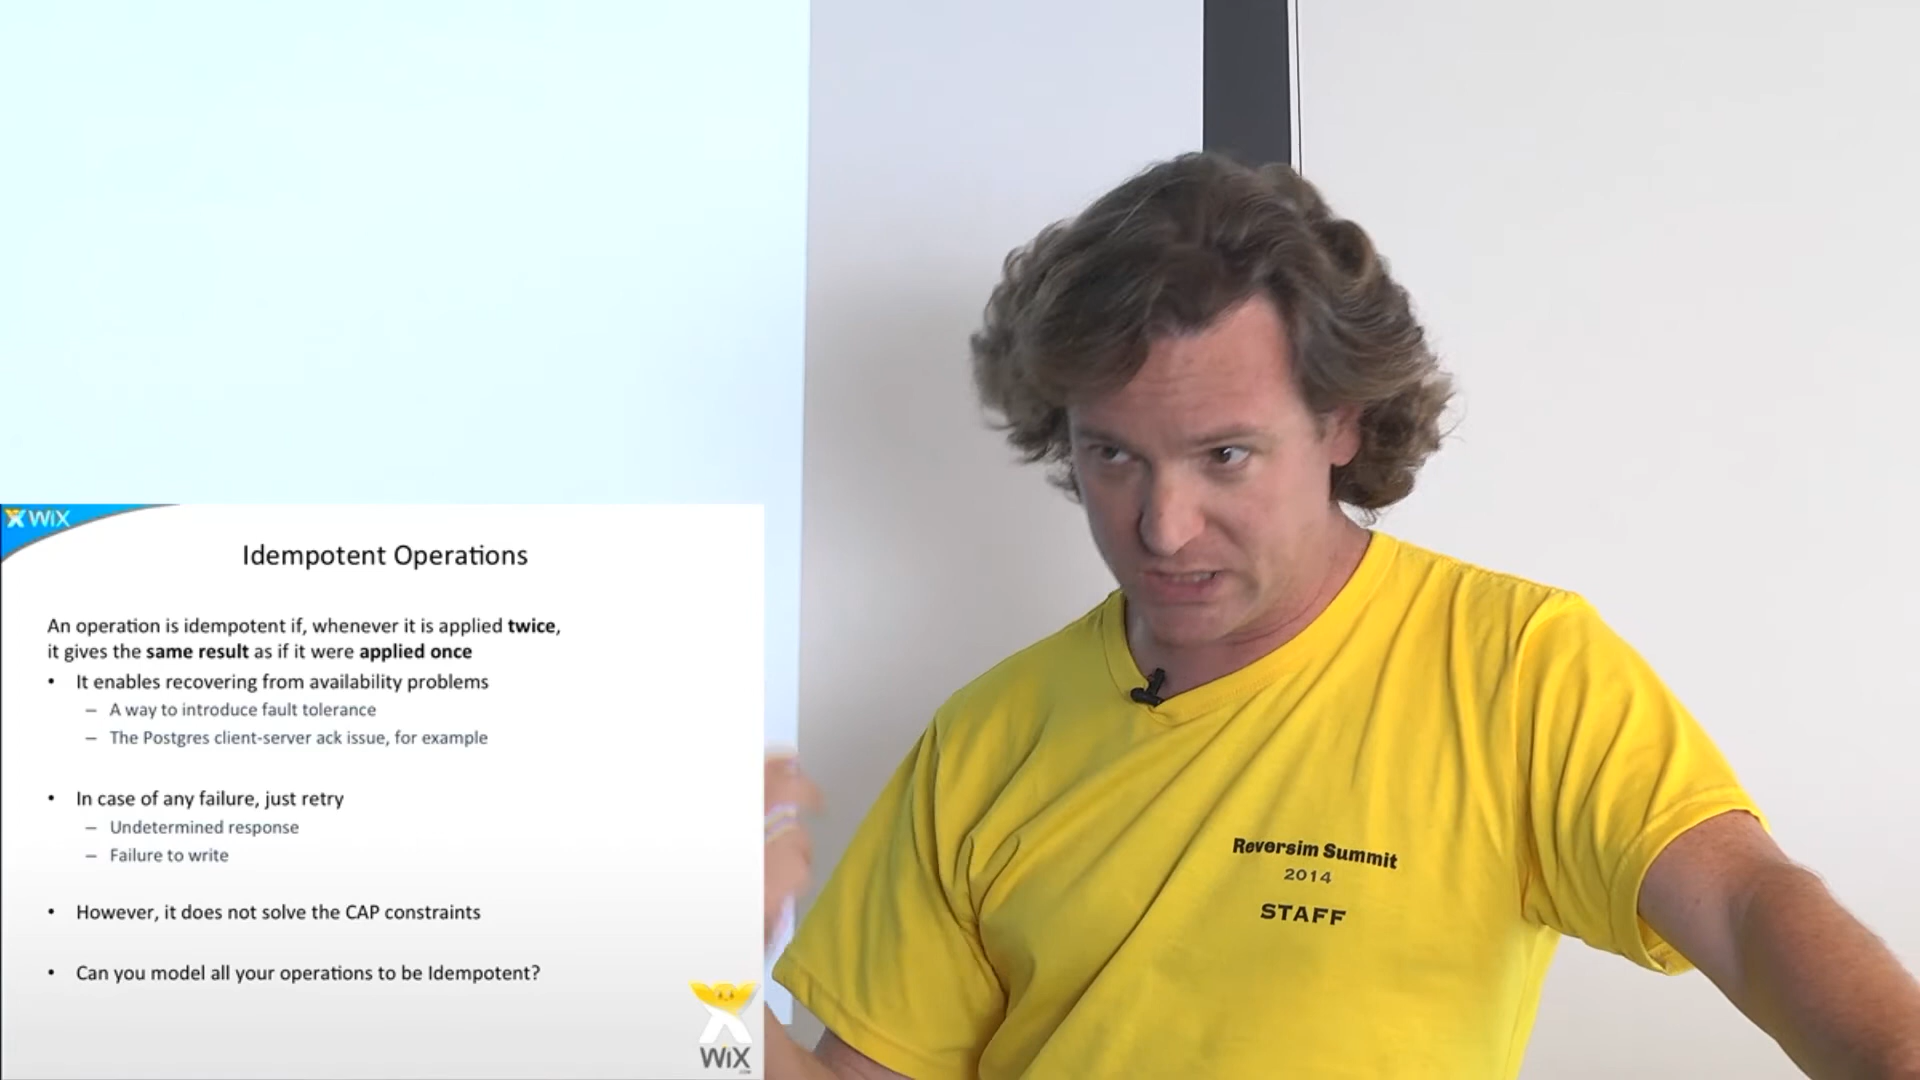 WiX
Idempotent Operations
An operation is idempotent if, whenever it is applied twice,
it gives the same result as if it were applied once
• It enables recovering from availability problems
– A way to introduce fault tolerance
– The Postgres client-server ack issue, for example
• In case of any failure, just retry
– Undetermined response
– Failure to write
• However, it does not solve the CAP constraints
• Can you model all your operations to be Idempotent?
WiX
Reversim Summit
2014
STAFF